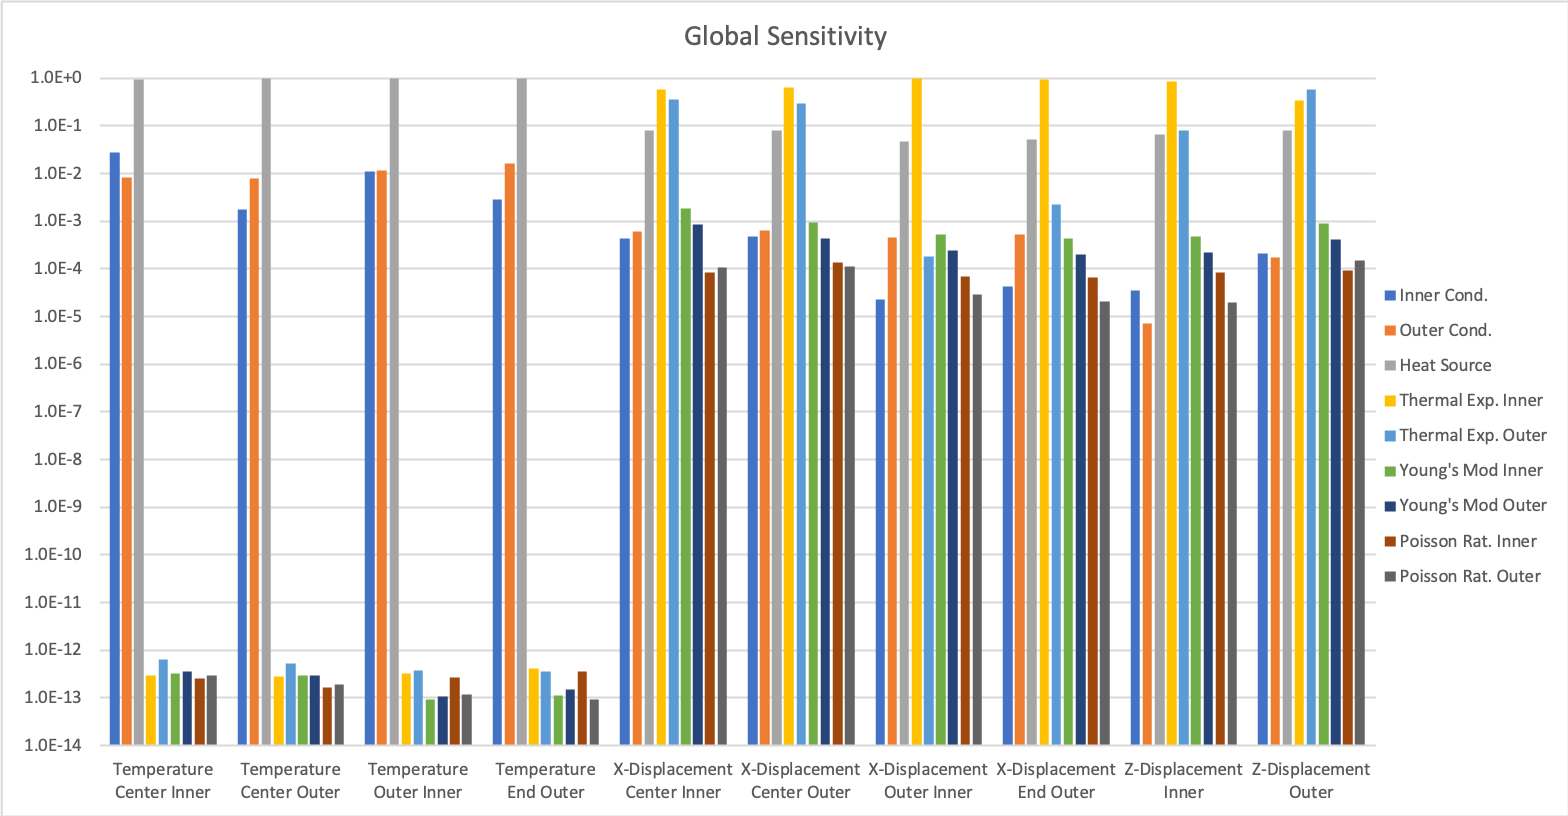 Global Sensitivity
1.0E+0
1.0E-1
1.0E-2
1.0E-3
1.0E-4
1.0E-5
1.0E-6
1.0E-7
1.0E-8
1.0E-9
1.0E-10
1.0E-11
1.0E-12
1.0E-13
1.0E-14
Temperature
Center Inner
Temperature
Center Outer
Temperature
Outer Inner
Temperature
End Outer
X-Displacement
Center Inner
X-Displacement
Center Outer
X-Displacement
Outer Inner
X-Displacement
End Outer
Z-Displacement
Inner
Z-Displacement
Outer
Inner Cond.
Outer Cond.
Heat Source
Thermal Exp. Inner
Thermal Exp. Outer
Young's Mod Inner
Young's Mod Outer
Poisson Rat. Inner
Poisson Rat. Outer